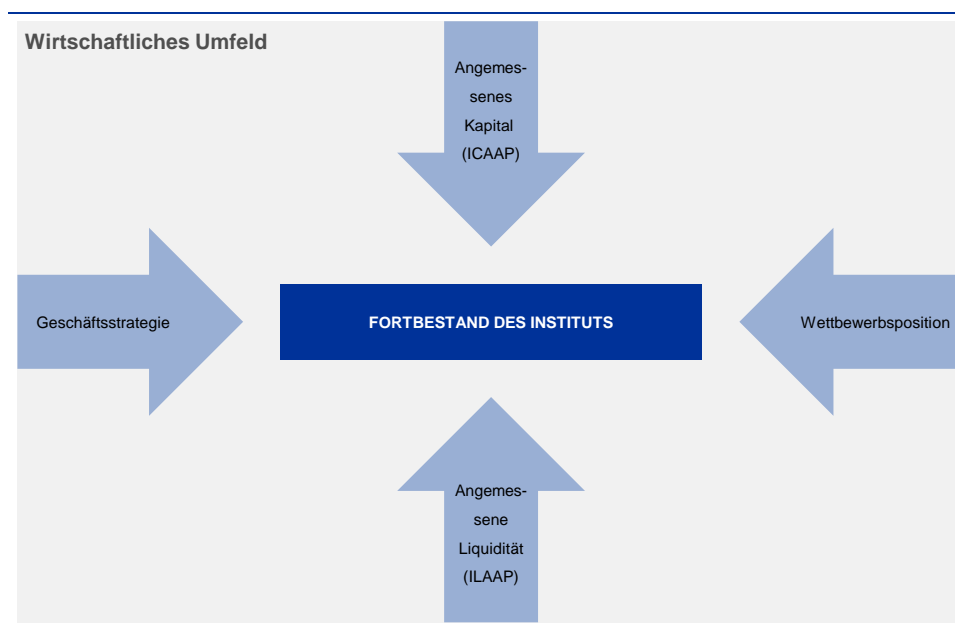 Wirtschaftliches Umfeld
Angemes-
senes
Kapital
(ICAAP)
Geschäftsstrategie
FORTBESTAND DES INSTITUTS
Wettbewerbsposition
Angemes-
sene
Liquidität
(ILAAP)